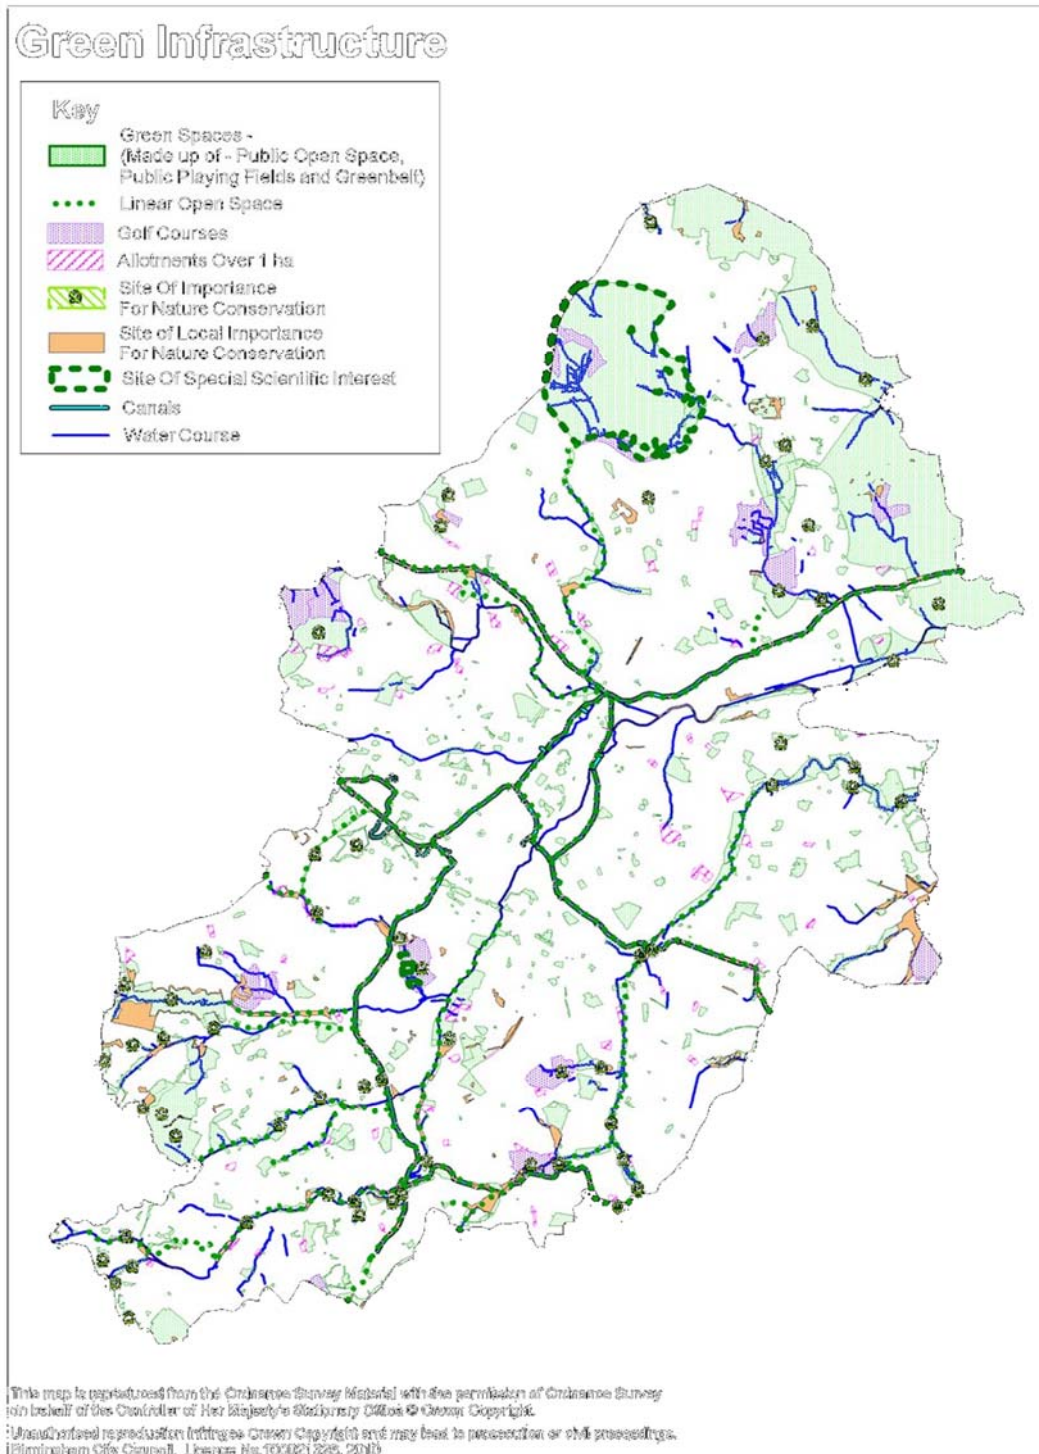 Green Infrastructure
Key
Green Spaces -
(Made up of - Public Open Space,
Public Playing Fields and Greenbelt)
Linear Open Space
Golf Courses
Allotments Over 1 ha
Site Of Importance
For Nature Conservation
Site of Local Importance
For Nature Conservation
Site Of Special Scientific Interest
Canals
Water Course
This map is reproduced from the Ordnance Survey Material with the permission of Ordnance Survey
on behalf of the Controller of Her Majesty's Stationary Office © Crown Copyright.
Unauthorised reproduction infringes Crown Copyright and may lead to prosecution or civil proceedings.
Birmingham City Council. Licence No. 2010